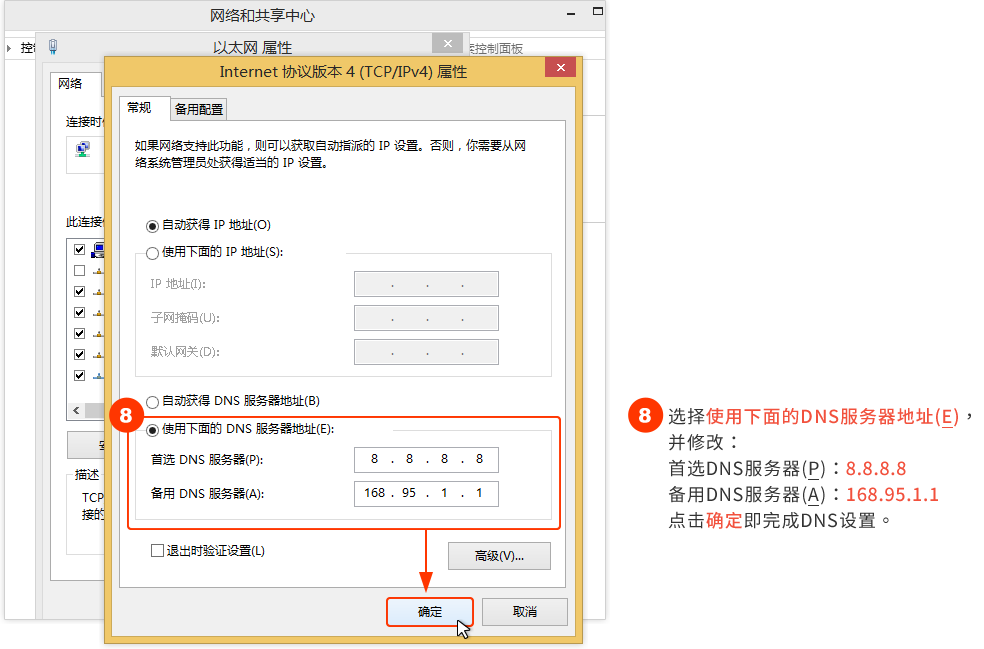 网络和共享中心
以太网 属性
索控制面板
网络
连接时
此连接
描述
TCP
接的
Internet 协议版本 4 (TCP/IPv4) 属性
常规
备用配置
如果网络支持此功能，则可以获取自动指派的 IP 设置。否则，你需要从网
络系统管理员处获得适当的 IP 设置。
自动获得 IP 地址(O)
使用下面的 IP 地址(S):
IP 地址(I):
. . .
子网掩码(U):
. . .
默认网关(D):
. . .
自动获得 DNS 服务器地址(B)
8
使用下面的 DNS 服务器地址(E):
首选 DNS 服务器(P):
8 . 8 . 8 . 8
备用 DNS 服务器(A):
168 . 95 . 1 . 1
退出时验证设置(L)
高级(V)...
确定
取消
8
选择使用下面的DNS服务器地址(E)，
并修改：
首选DNS服务器(P)：8.8.8.8
备用DNS服务器(A)：168.95.1.1
点击确定即完成DNS设置。